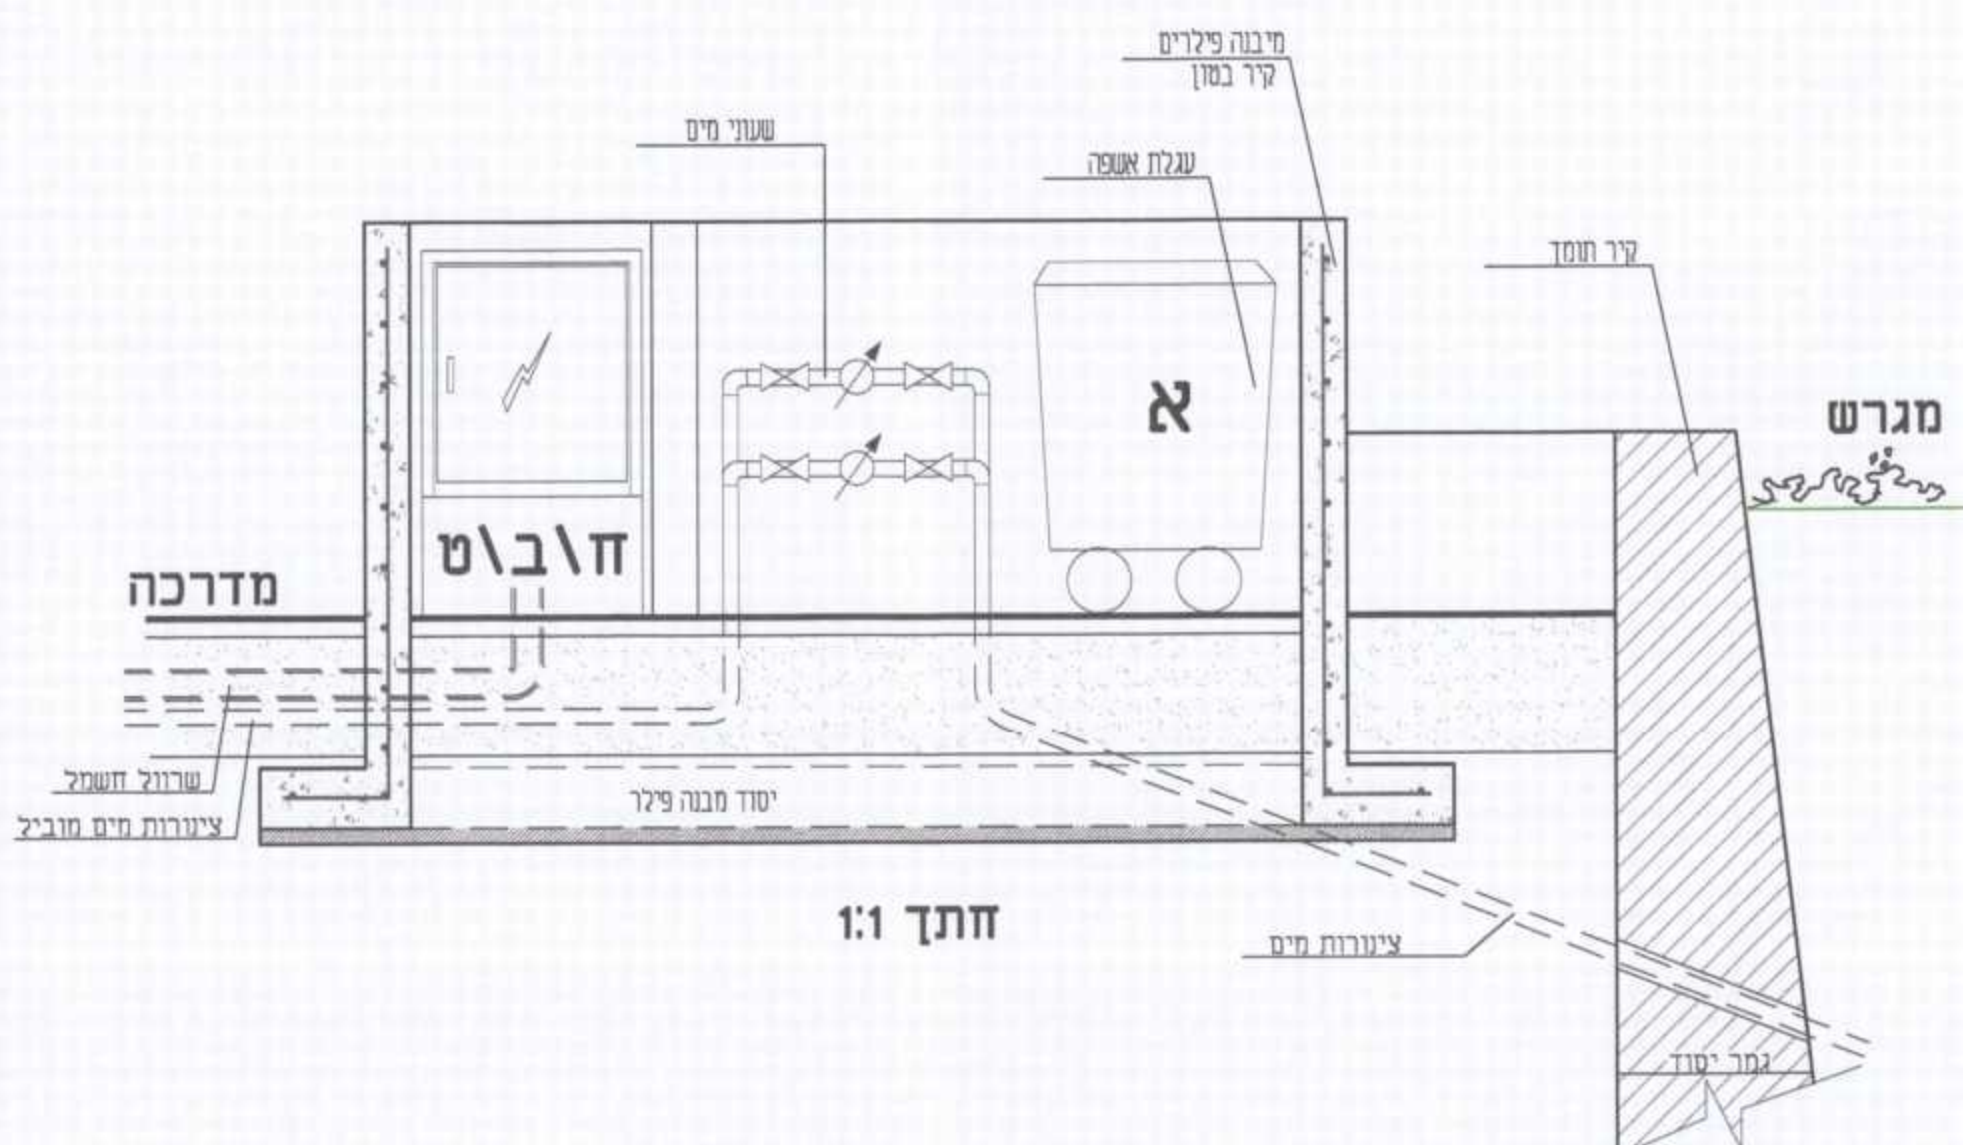 מיבנה פילרים
קיר בטון
שעוני מים
עגלת אשפה
קיר תומך
מגרש
א
ח\ב\ט
מדרכה
שרוול חשמל
צינורות מים מוביל
יסוד מבנה פילר
חתך 1:1
צינורות מים
גמר יסוד